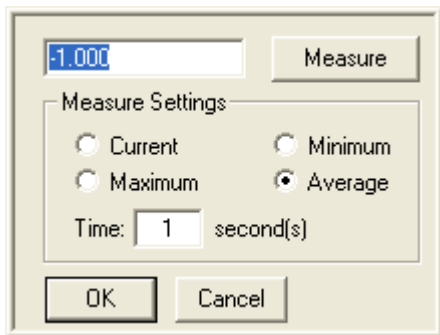 -1.000 Measure
Measure Settings
Current Minimum
Maximum Average
Time: 1 second(s)
OK Cancel